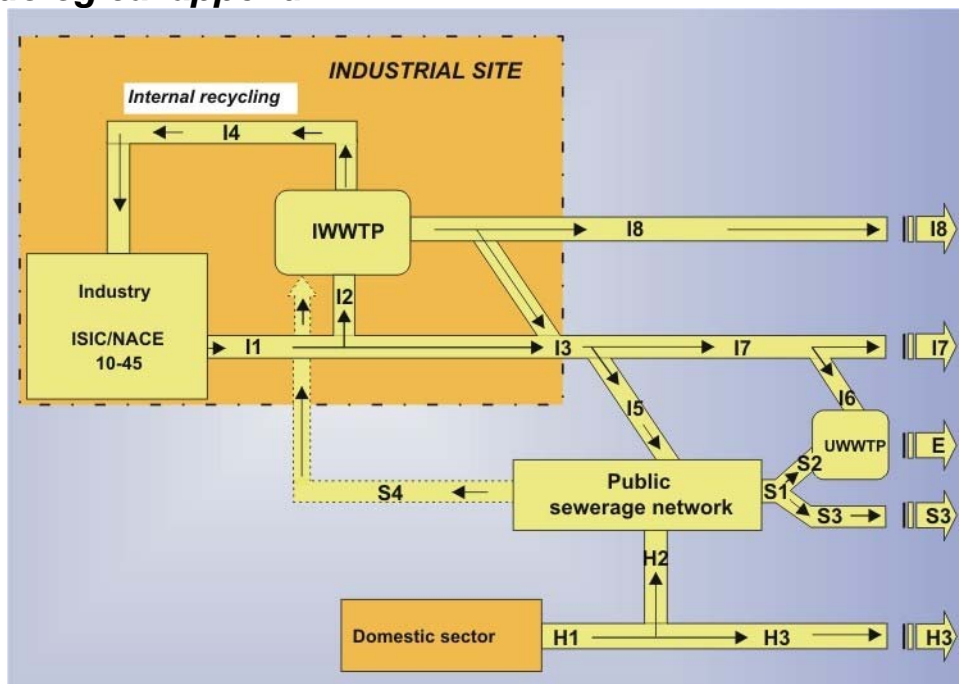 INDUSTRIAL SITE
Internal recycling
I4
IWWTP
I8
I8
Industry
ISIC/NACE
10-45
I2
I1
I3
I7
I7
I5
I6
UWWTP
E
S4
Public
sewerage network
S1
S2
S3
S3
H2
Domestic sector
H1
H3
H3